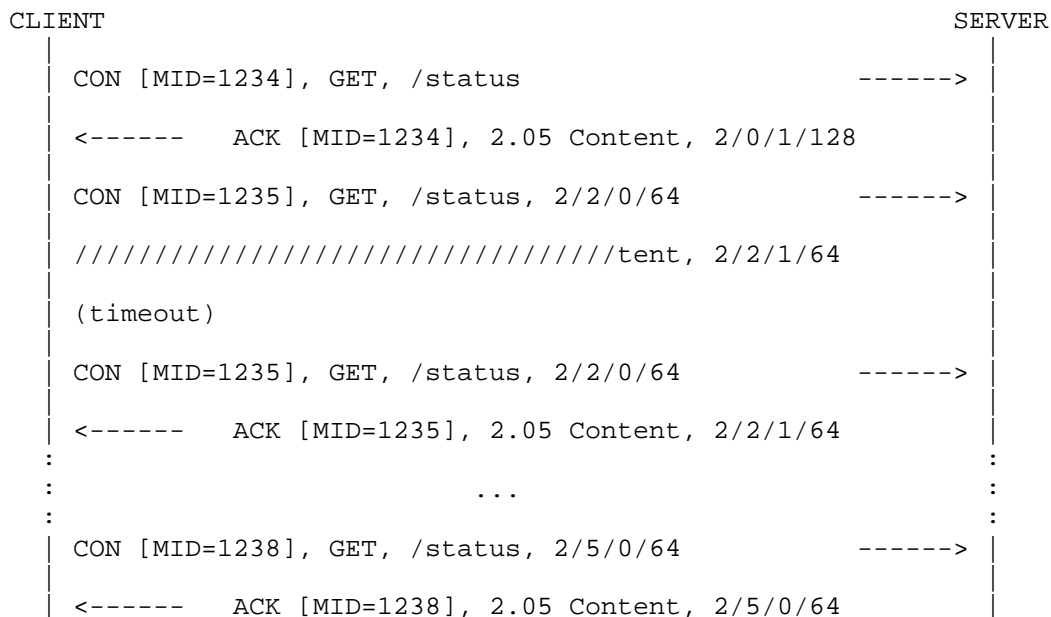 CLIENT                                                     SERVER
  |                                                          |
  | CON [MID=1234], GET, /status                     ------> |
  |                                                          |
  | <------   ACK [MID=1234], 2.05 Content, 2/0/1/128        |
  |                                                          |
  | CON [MID=1235], GET, /status, 2/2/0/64           ------> |
  |                                                          |
  | //////////////////////////////////tent, 2/2/1/64         |
  |                                                          |
  | (timeout)                                                |
  |                                                          |
  | CON [MID=1235], GET, /status, 2/2/0/64           ------> |
  |                                                          |
  | <------   ACK [MID=1235], 2.05 Content, 2/2/1/64         |
  :                                                          :
  :                          ...                             :
  :                                                          :
  | CON [MID=1238], GET, /status, 2/5/0/64           ------> |
  |                                                          |
  | <------   ACK [MID=1238], 2.05 Content, 2/5/0/64         |